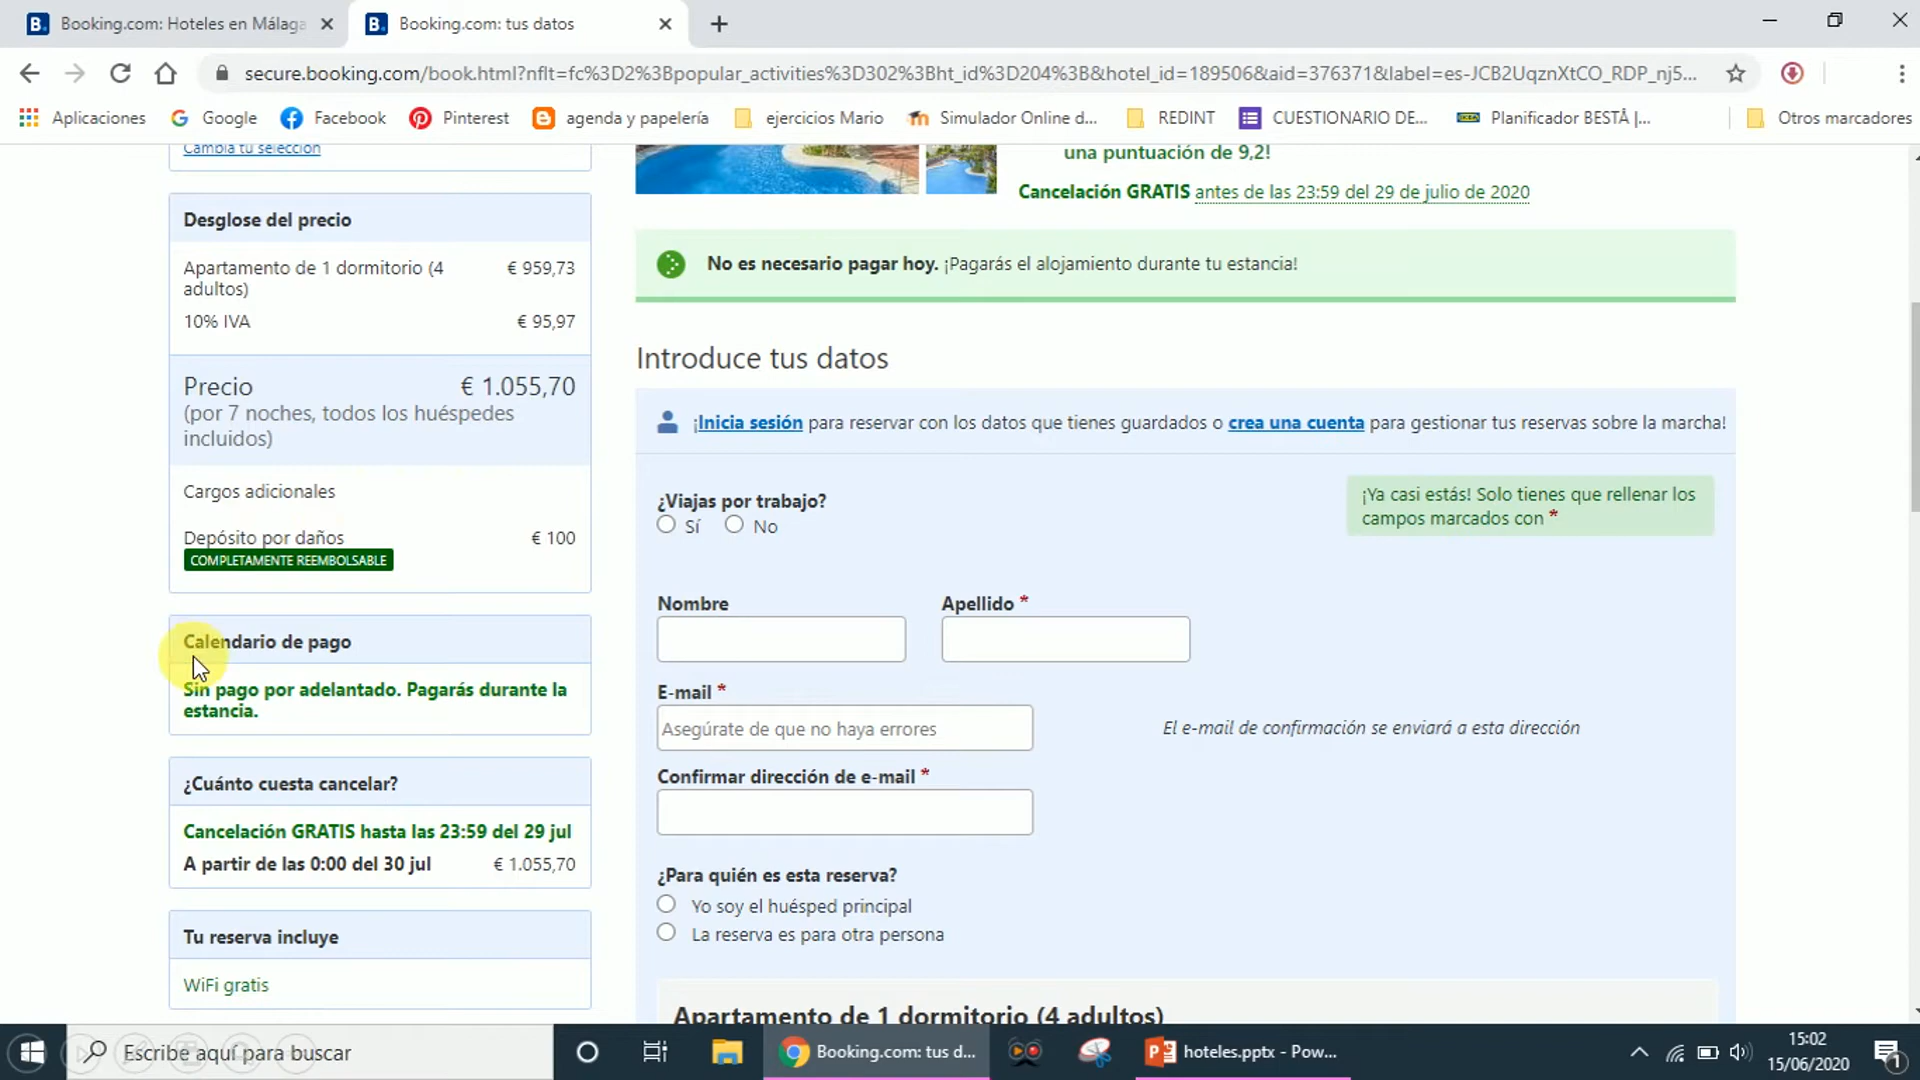 Booking.com: Hoteles en Málaga
Booking.com: tus datos
secure.booking.com/book.html?nflt=fc%3D2%3Bpopular_activities%3D302%3Bht_id%3D204%3B&hotel_id=189506&aid=376371&label=es-JCB2UqznXtCO_RDP_nj5...
Aplicaciones
Google
Facebook
Pinterest
agenda y papelería
ejercicios Mario
Simulador Online d...
REDINT
CUESTIONARIO DE...
Planificador BESTÅ |...
Otros marcadores
Cambia tu selección
Desglose del precio
Apartamento de 1 dormitorio (4 € 959,73
adultos)
10% IVA € 95,97
Precio € 1.055,70
(por 7 noches, todos los huéspedes
incluidos)
Cargos adicionales
Depósito por daños € 100
COMPLETAMENTE REEMBOLSABLE
Calendario de pago
Sin pago por adelantado. Pagarás durante la
estancia.
¿Cuánto cuesta cancelar?
Cancelación GRATIS hasta las 23:59 del 29 jul
A partir de las 0:00 del 30 jul € 1.055,70
Tu reserva incluye
WiFi gratis
una puntuación de 9,2!
Cancelación GRATIS antes de las 23:59 del 29 de julio de 2020
No es necesario pagar hoy. ¡Pagarás el alojamiento durante tu estancia!
Introduce tus datos
¡Inicia sesión para reservar con los datos que tienes guardados o crea una cuenta para gestionar tus reservas sobre la marcha!
¿Viajas por trabajo?
Sí No
¡Ya casi estás! Solo tienes que rellenar los
campos marcados con *
Nombre Apellido *
E-mail *
Asegúrate de que no haya errores
El e-mail de confirmación se enviará a esta dirección
Confirmar dirección de e-mail *
¿Para quién es esta reserva?
Yo soy el huésped principal
La reserva es para otra persona
Apartamento de 1 dormitorio (4 adultos)
Escribe aquí para buscar
Booking.com: tus d...
hoteles.pptx - Pow...
15:02
15/06/2020
1